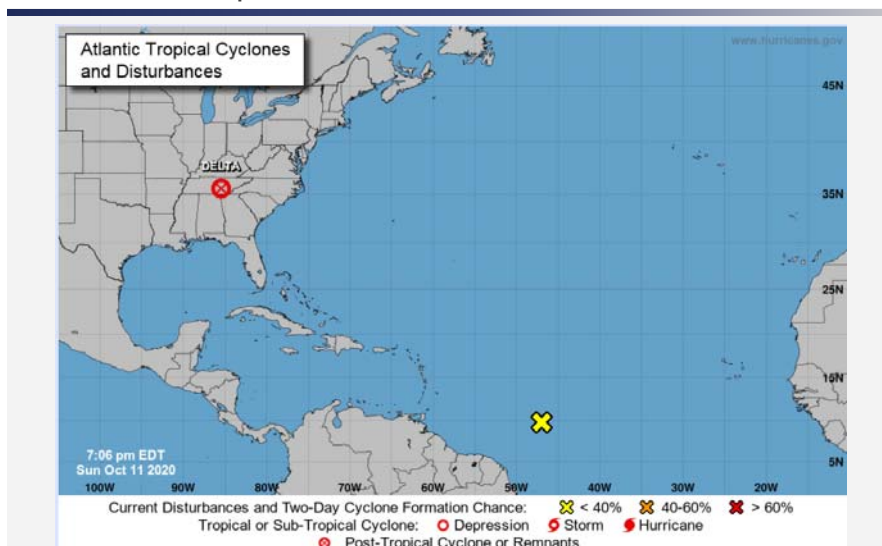 Atlantic Tropical Cyclones
and Disturbances
www.hurricanes.gov
45N
DELTA
35N
25N
15N
7:06 pm EDT
Sun Oct 11 2020
5N
100W 90W 80W 70W 60W 50W 40W 30W 20W
Current Disturbances and Two-Day Cyclone Formation Chance: < 40% 40-60% > 60%
Tropical or Sub-Tropical Cyclone: Depression Storm Hurricane
Post-Tropical Cyclone or Remnants